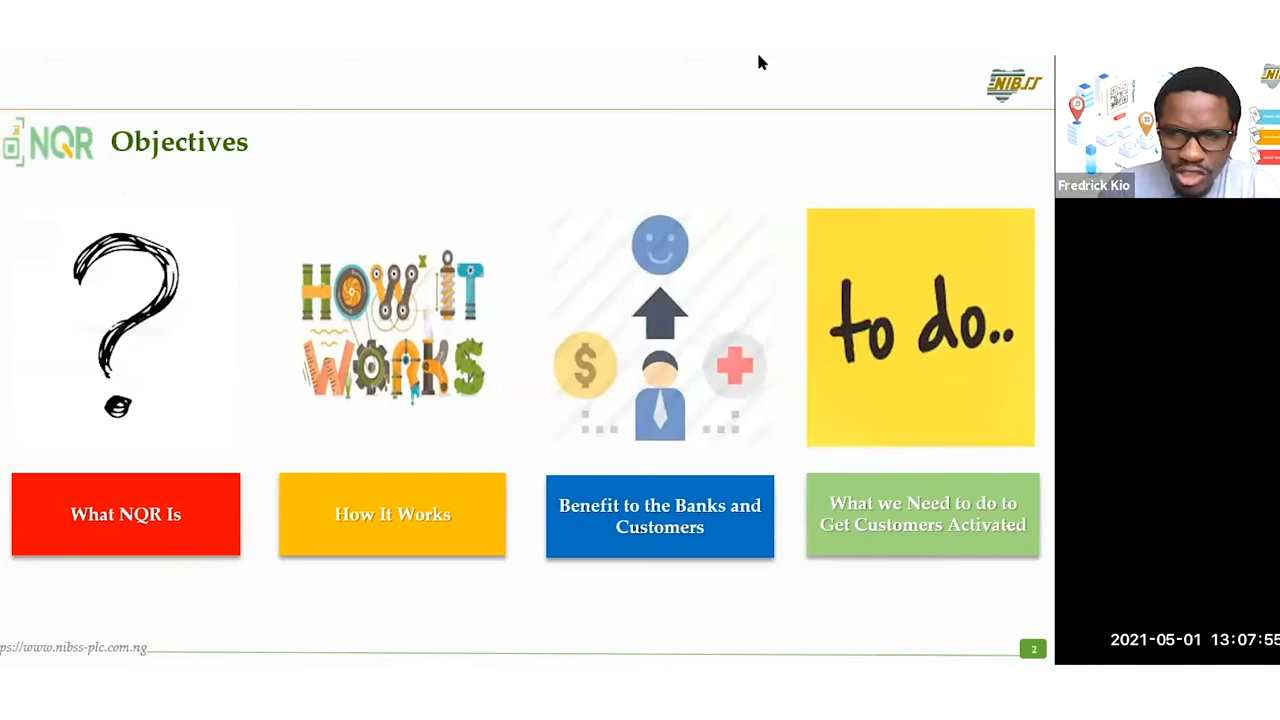 NIBSS
NQR
Objectives
?
HOW IT
WORKS
$
to do..
What NQR Is
How It Works
Benefit to the Banks and
Customers
What we Need to do to
Get Customers Activated
ps://www.nibss-plc.com.ng
2
Fredrick Kio
2021-05-01 13:07:55